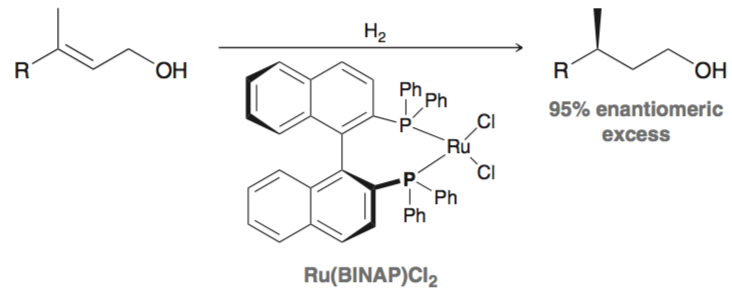 H₂
R
OH
Ph
Ph
P
Cl
Ru
Cl
P
Ph
Ph
R
OH
95% enantiomeric
excess
Ru(BINAP)Cl₂